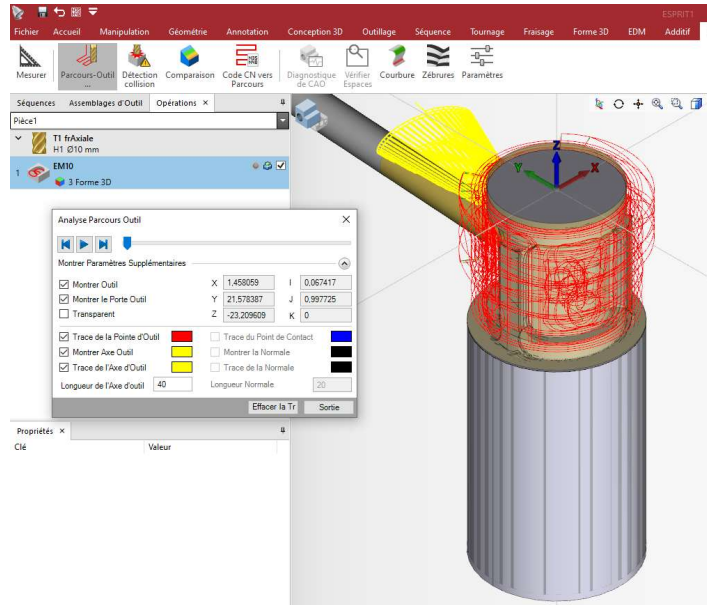 ESPRIT1
Fichier Accueil Manipulation Géométrie Annotation Conception 3D Outillage Séquence Tournage Fraisage Forme 3D EDM Additif
Mesurer Parcours-Outil ... Détection collision Comparaison Code CN vers Parcours Diagnostique de CAO Vérifier Espaces Courbure Zébrures Paramètres
Séquences Assemblages d'Outil Opérations ×
Pièce1
T1 frAxiale
H1 Ø10 mm
1 EM10
3 Forme 3D
Analyse Parcours Outil
Montrer Paramètres Supplémentaires
Montrer Outil X 1,458059 I 0,067417
Montrer le Porte Outil Y 21,578387 J 0,997725
Transparent Z -23,209609 K 0
Trace de la Pointe d'Outil Trace du Point de Contact
Montrer Axe Outil Montrer la Normale
Trace de l'Axe d'Outil Trace de la Normale
Longueur de l'Axe d'outil 40 Longueur Normale 20
Effacer la Tr Sortie
Propriétés ×
Clé Valeur
Z
Y X